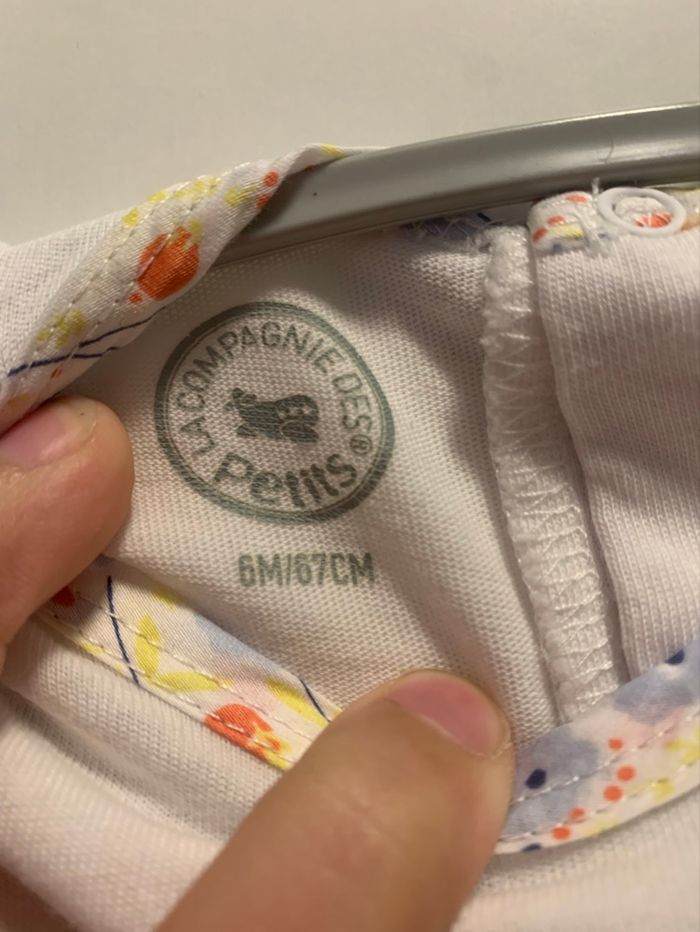 LA COMPAGNIE DES®
Petits
6M/67CM